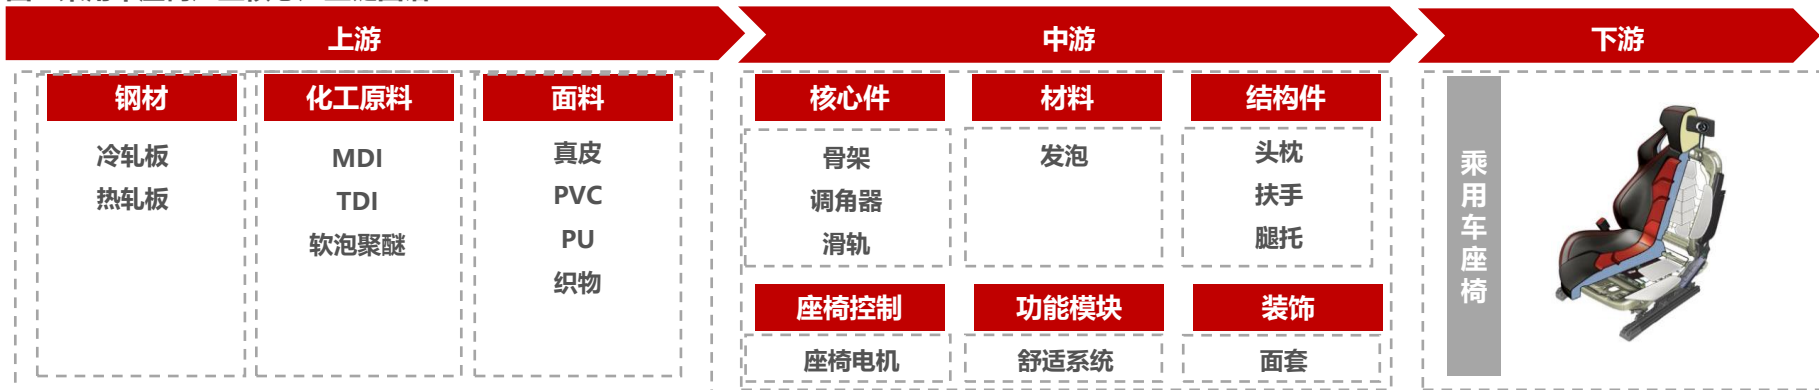 上游
中游
下游
钢材
冷轧板
热轧板
化工原料
MDI
TDI
软泡聚醚
面料
真皮
PVC
PU
织物
核心件
骨架
调角器
滑轨
材料
发泡
结构件
头枕
扶手
腿托
座椅控制
座椅电机
功能模块
舒适系统
装饰
面套
乘用车座椅